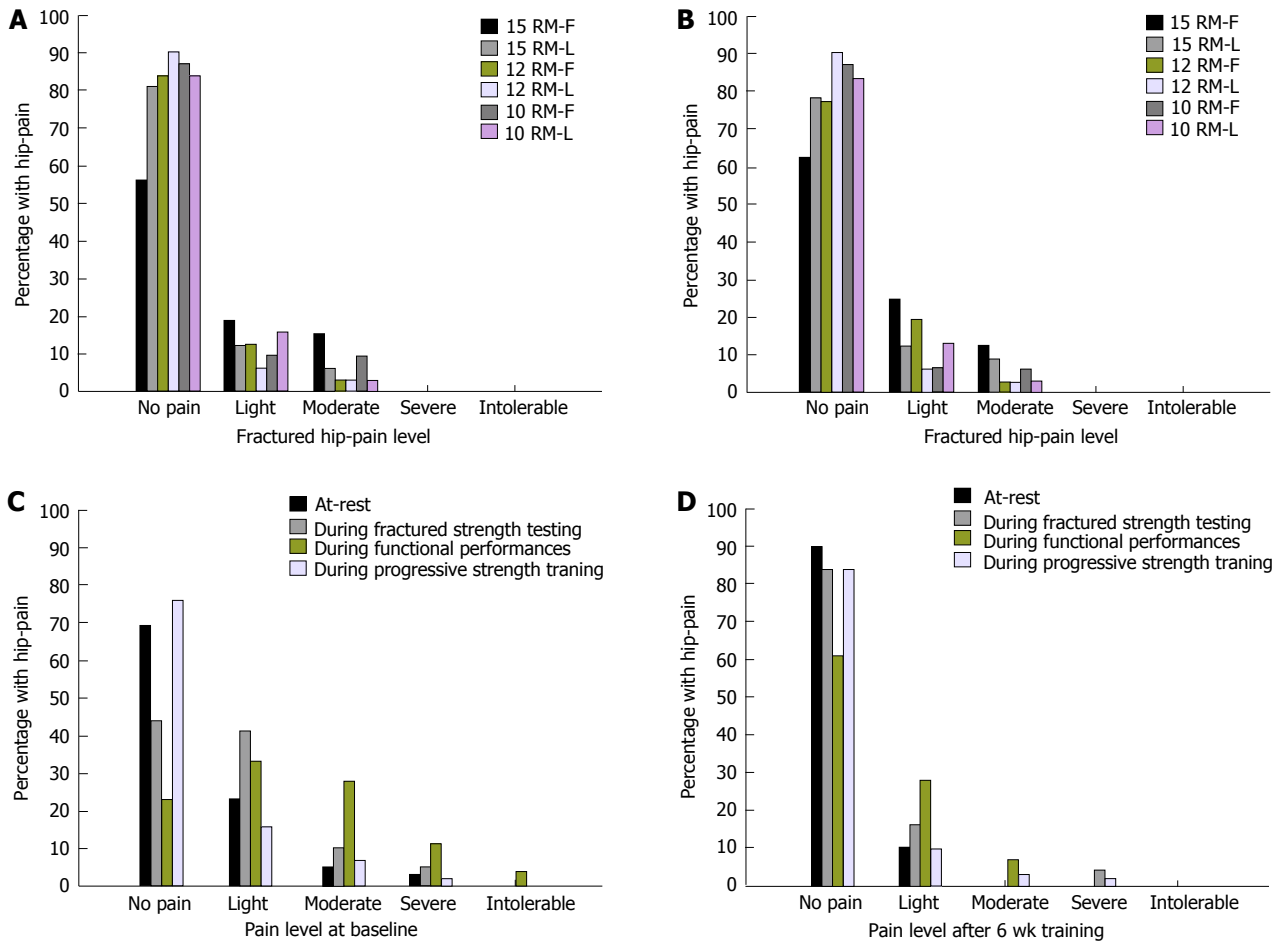 A
100
90
80
70
60
50
40
30
20
10
0
Percentage with hip-pain
15 RM-F
15 RM-L
12 RM-F
12 RM-L
10 RM-F
10 RM-L
No pain Light Moderate Severe Intolerable
Fractured hip-pain level
B
100
90
80
70
60
50
40
30
20
10
0
Percentage with hip-pain
15 RM-F
15 RM-L
12 RM-F
12 RM-L
10 RM-F
10 RM-L
No pain Light Moderate Severe Intolerable
Fractured hip-pain level
C
100
90
80
70
60
50
40
30
20
10
0
Percentage with hip-pain
At-rest
During fractured strength testing
During functional performances
During progressive strength traning
No pain Light Moderate Severe Intolerable
Pain level at baseline
D
100
90
80
70
60
50
40
30
20
10
0
Percentage with hip-pain
At-rest
During fractured strength testing
During functional performances
During progressive strength traning
No pain Light Moderate Severe Intolerable
Pain level after 6 wk training